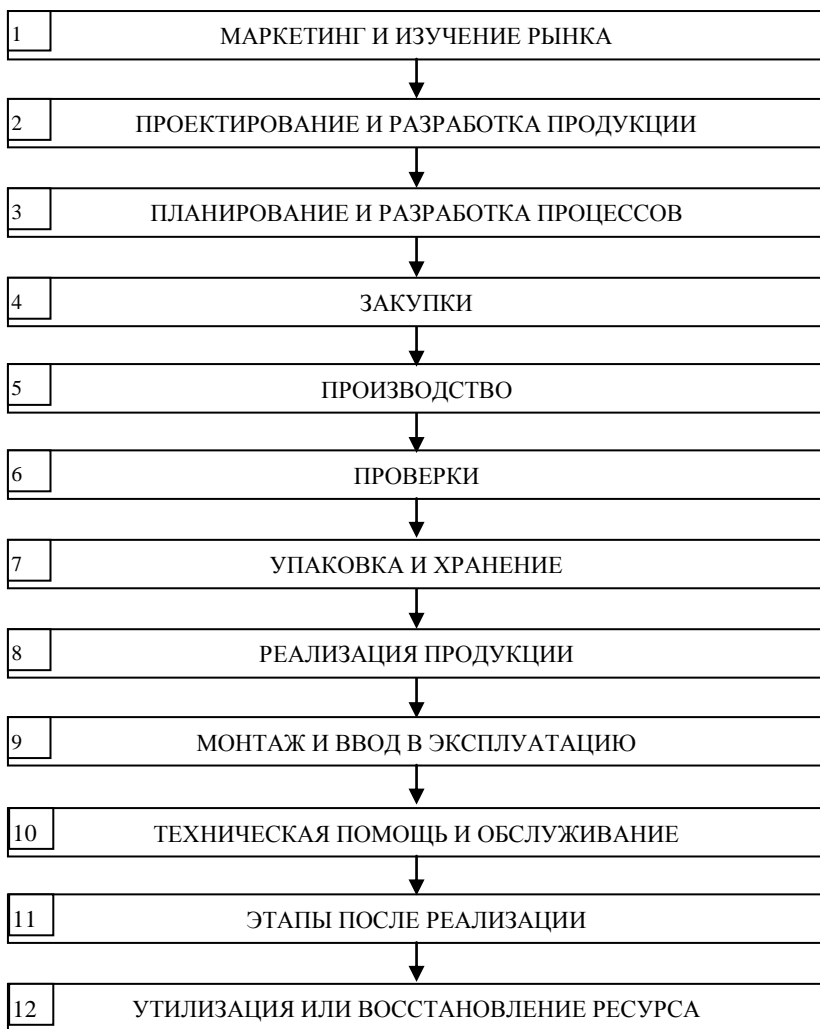 1 МАРКЕТИНГ И ИЗУЧЕНИЕ РЫНКА
2 ПРОЕКТИРОВАНИЕ И РАЗРАБОТКА ПРОДУКЦИИ
3 ПЛАНИРОВАНИЕ И РАЗРАБОТКА ПРОЦЕССОВ
4 ЗАКУПКИ
5 ПРОИЗВОДСТВО
6 ПРОВЕРКИ
7 УПАКОВКА И ХРАНЕНИЕ
8 РЕАЛИЗАЦИЯ ПРОДУКЦИИ
9 МОНТАЖ И ВВОД В ЭКСПЛУАТАЦИЮ
10 ТЕХНИЧЕСКАЯ ПОМОЩЬ И ОБСЛУЖИВАНИЕ
11 ЭТАПЫ ПОСЛЕ РЕАЛИЗАЦИИ
12 УТИЛИЗАЦИЯ ИЛИ ВОССТАНОВЛЕНИЕ РЕСУРСА